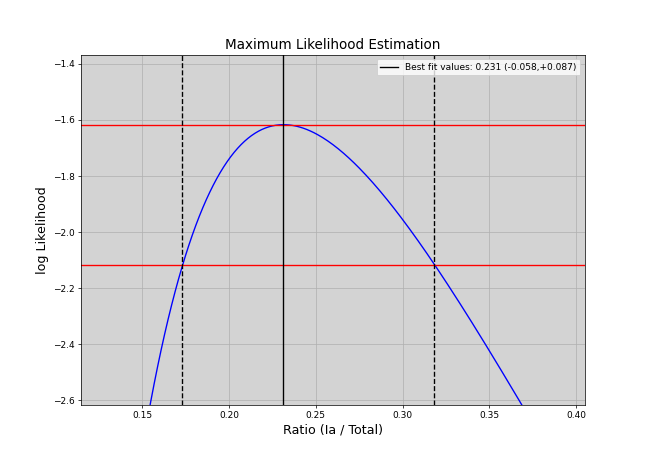 Maximum Likelihood Estimation
Best fit values: 0.231 (-0.058,+0.087)
−1.4
−1.6
−1.8
−2.0
−2.2
−2.4
−2.6
log Likelihood
0.15 0.20 0.25 0.30 0.35 0.40
Ratio (Ia / Total)